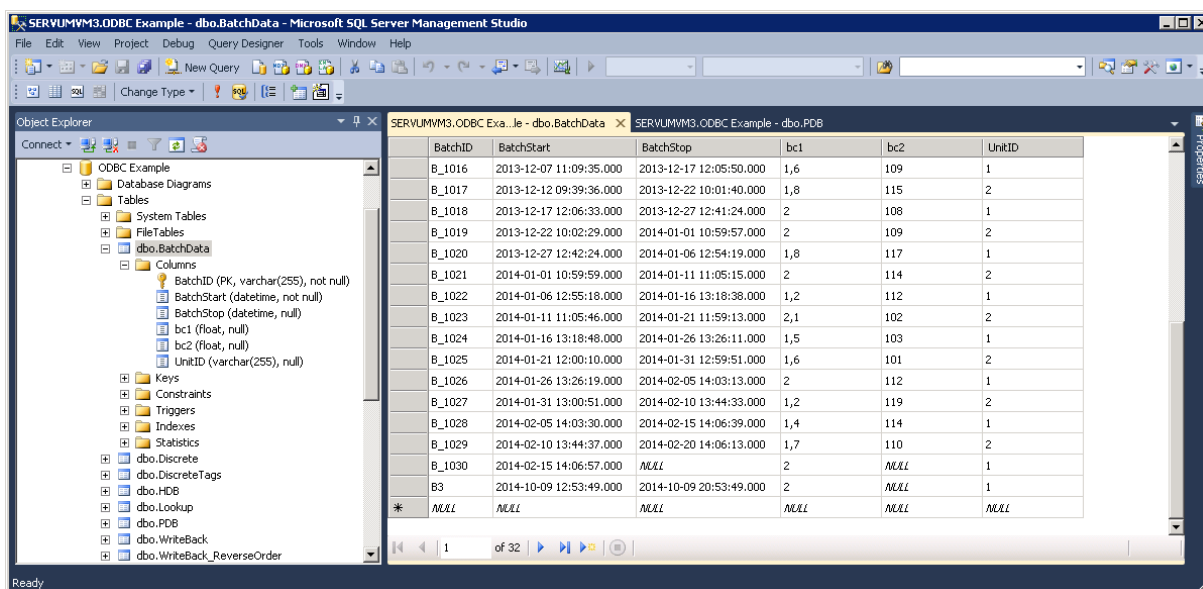 SERVUMVM3.ODBC Example - dbo.BatchData - Microsoft SQL Server Management Studio
File Edit View Project Debug Query Designer Tools Window Help
New Query
Change Type
Object Explorer
SERVUMVM3.ODBC Exa...le - dbo.BatchData
SERVUMVM3.ODBC Example - dbo.PDB
Properties
Connect
ODBC Example
Database Diagrams
Tables
System Tables
FileTables
dbo.BatchData
Columns
BatchID (PK, varchar(255), not null)
BatchStart (datetime, not null)
BatchStop (datetime, null)
bc1 (float, null)
bc2 (float, null)
UnitID (varchar(255), null)
Keys
Constraints
Triggers
Indexes
Statistics
dbo.Discrete
dbo.DiscreteTags
dbo.HDB
dbo.Lookup
dbo.PDB
dbo.WriteBack
dbo.WriteBack_ReverseOrder
BatchID BatchStart BatchStop bc1 bc2 UnitID
B_1016 2013-12-07 11:09:35.000 2013-12-17 12:05:50.000 1,6 109 1
B_1017 2013-12-12 09:39:36.000 2013-12-22 10:01:40.000 1,8 115 2
B_1018 2013-12-17 12:06:33.000 2013-12-27 12:41:24.000 2 108 1
B_1019 2013-12-22 10:02:29.000 2014-01-01 10:59:57.000 2 109 2
B_1020 2013-12-27 12:42:24.000 2014-01-06 12:54:19.000 1,8 117 1
B_1021 2014-01-01 10:59:59.000 2014-01-11 11:05:15.000 2 114 2
B_1022 2014-01-06 12:55:18.000 2014-01-16 13:18:38.000 1,2 112 1
B_1023 2014-01-11 11:05:46.000 2014-01-21 11:59:13.000 2,1 102 2
B_1024 2014-01-16 13:18:48.000 2014-01-26 13:26:11.000 1,5 103 1
B_1025 2014-01-21 12:00:10.000 2014-01-31 12:59:51.000 1,6 101 2
B_1026 2014-01-26 13:26:19.000 2014-02-05 14:03:13.000 2 112 1
B_1027 2014-01-31 13:00:51.000 2014-02-10 13:44:33.000 1,2 119 2
B_1028 2014-02-05 14:03:30.000 2014-02-15 14:06:39.000 1,4 114 1
B_1029 2014-02-10 13:44:37.000 2014-02-20 14:06:13.000 1,7 110 2
B_1030 2014-02-15 14:06:57.000 NULL 2 NULL 1
B3 2014-10-09 12:53:49.000 2014-10-09 20:53:49.000 2 NULL 1
NULL NULL NULL NULL NULL NULL
1 of 32
Ready